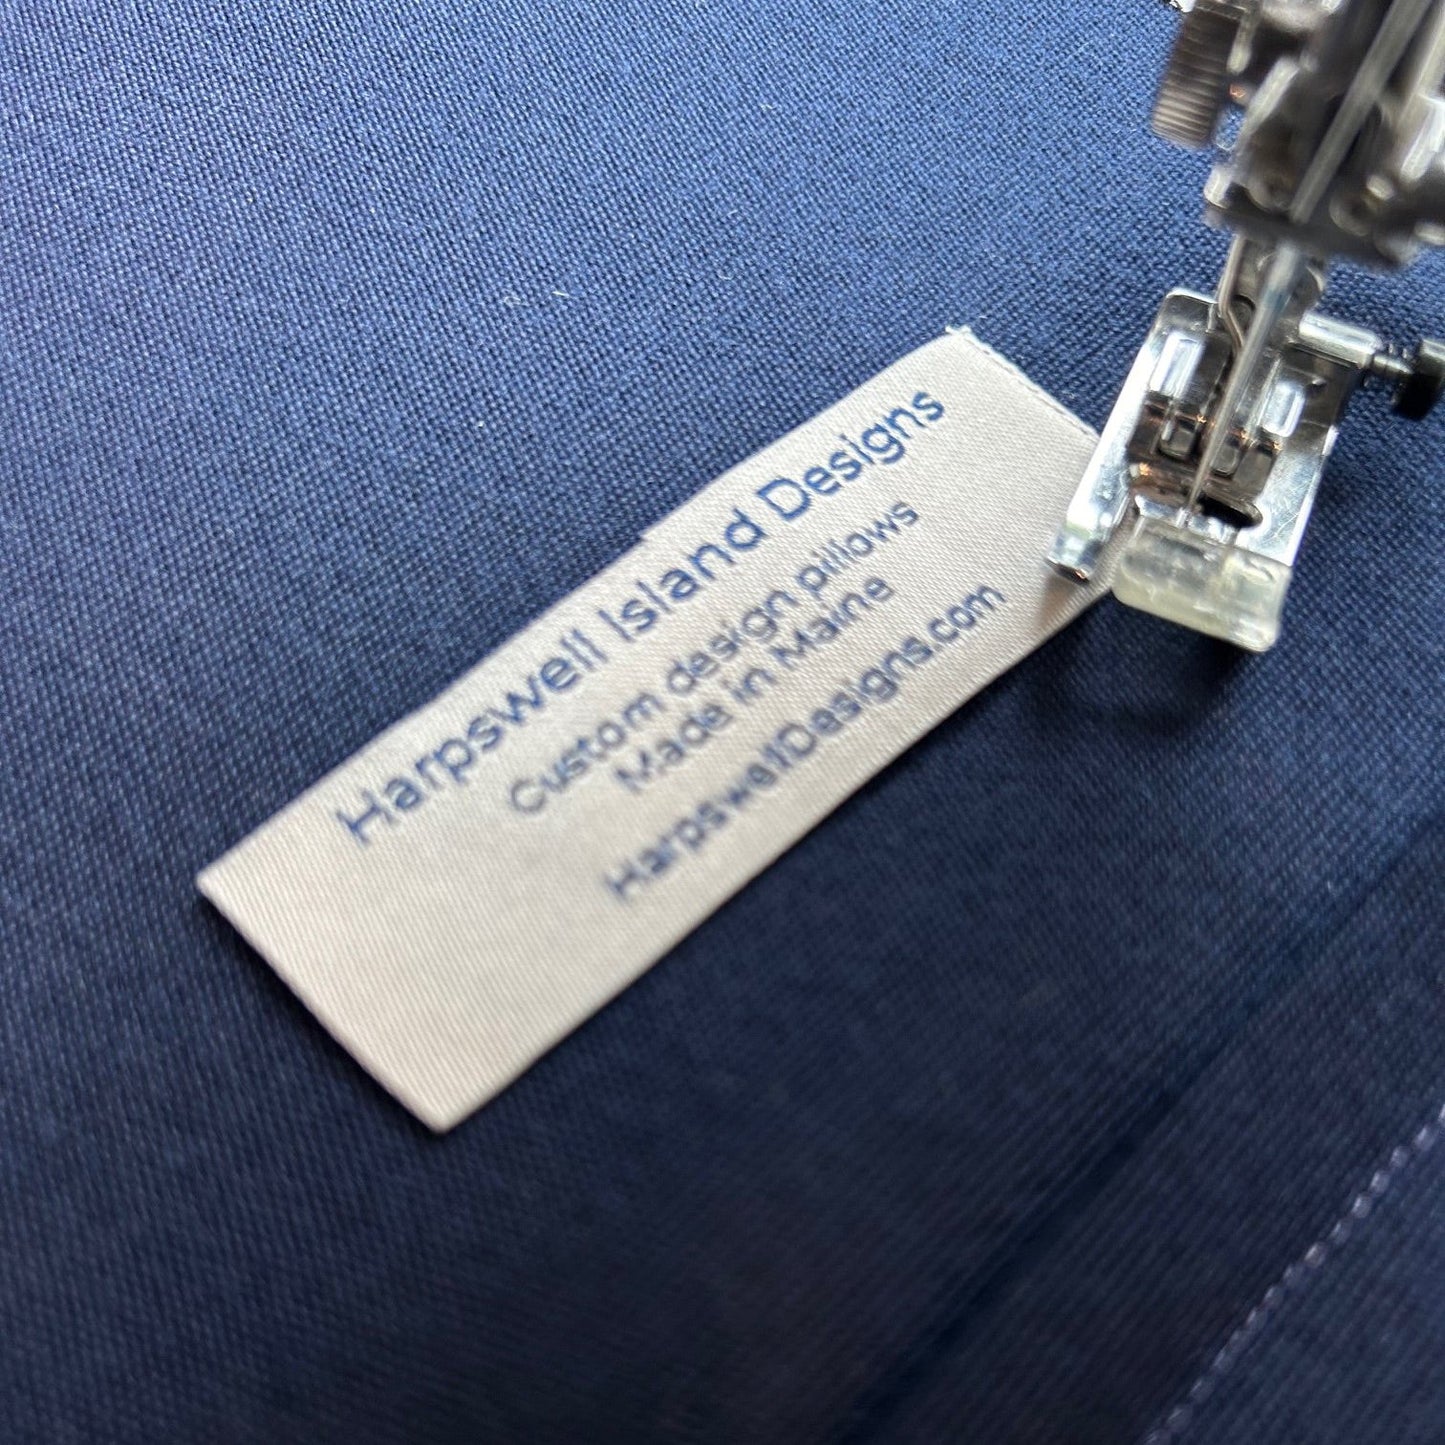 Harpswell Island Designs
Custom design pillows
Made in Maine
HarpswellDesigns.com